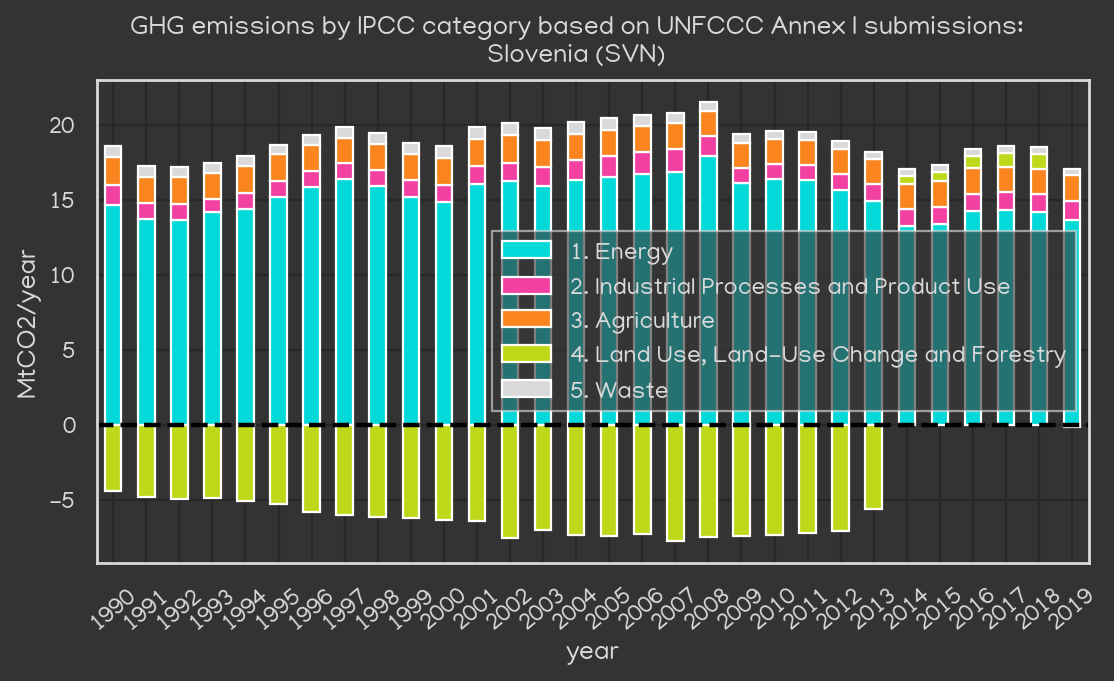 GHG emissions by IPCC category based on UNFCCC Annex I submissions:
Slovenia (SVN)
MtCO2/year
20
15
10
5
0
−5
1. Energy
2. Industrial Processes and Product Use
3. Agriculture
4. Land Use, Land-Use Change and Forestry
5. Waste
1990 1991 1992 1993 1994 1995 1996 1997 1998 1999 2000 2001 2002 2003 2004 2005 2006 2007 2008 2009 2010 2011 2012 2013 2014 2015 2016 2017 2018 2019
year